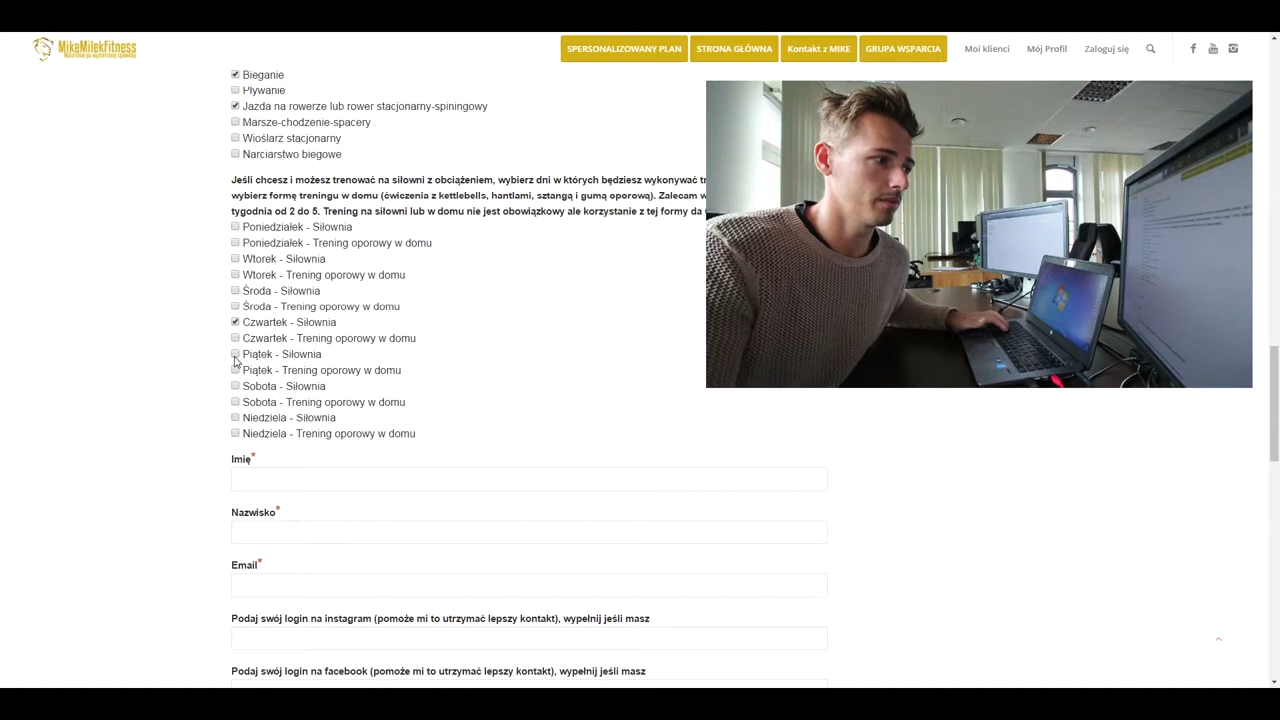 MikeMilekfitness
SPERSONALIZOWANY PLAN
STRONA GŁÓWNA
Kontakt z MIKE
GRUPA WSPARCIA
Moi klienci
Mój Profil
Zaloguj się
Bieganie
Pływanie
Jazda na rowerze lub rower stacjonarny-spiningowy
Marsze-chodzenie-spacery
Wioślarz stacjonarny
Narciarstwo biegowe
Jeśli chcesz i możesz trenować na siłowni z obciążeniem, wybierz dni w których będziesz wykonywać
wybierz formę treningu w domu (ćwiczenia z kettlebells, hantlami, sztangą i gumą oporową). Zalecam
tygodnia od 2 do 5. Trening na siłowni lub w domu nie jest obowiązkowy ale korzystanie z tej formy da
Poniedziałek - Siłownia
Poniedziałek - Trening oporowy w domu
Wtorek - Siłownia
Wtorek - Trening oporowy w domu
Środa - Siłownia
Środa - Trening oporowy w domu
Czwartek - Siłownia
Czwartek - Trening oporowy w domu
Piątek - Siłownia
Piątek - Trening oporowy w domu
Sobota - Siłownia
Sobota - Trening oporowy w domu
Niedziela - Siłownia
Niedziela - Trening oporowy w domu
Imię*
Nazwisko*
Email*
Podaj swój login na instagram (pomoże mi to utrzymać lepszy kontakt), wypełnij jeśli masz
Podaj swój login na facebook (pomoże mi to utrzymać lepszy kontakt), wypełnij jeśli masz